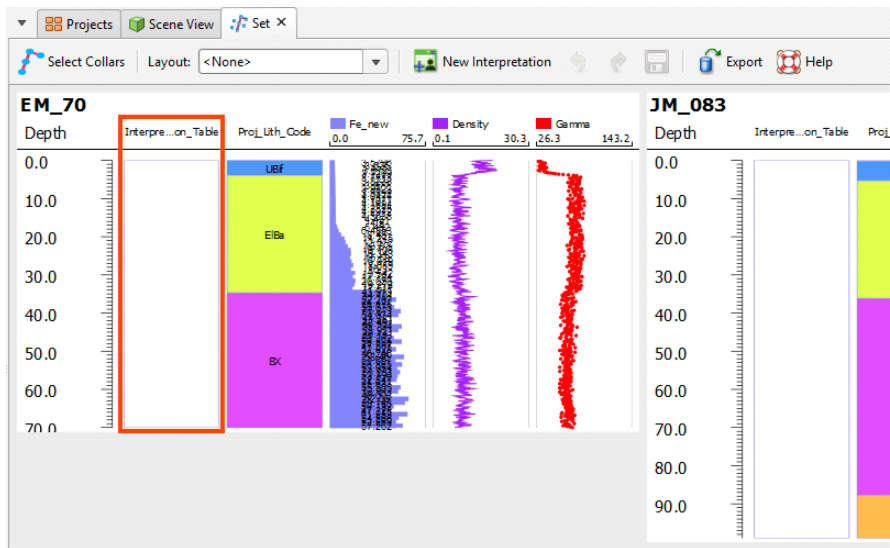 Projects Scene View Set
Select Collars Layout: <None> New Interpretation Export Help
EM_70
Depth Interpre...on_Table Proj_Lith_Code Fe_new Density Gamma
0.0 75.7 0.1 30.3 26.3 143.2
0.0
10.0
20.0
30.0
40.0
50.0
60.0
70.0
UBif
ElBa
BX
JM_083
Depth Interpre...on_Table Proj_
0.0
10.0
20.0
30.0
40.0
50.0
60.0
70.0
80.0
90.0